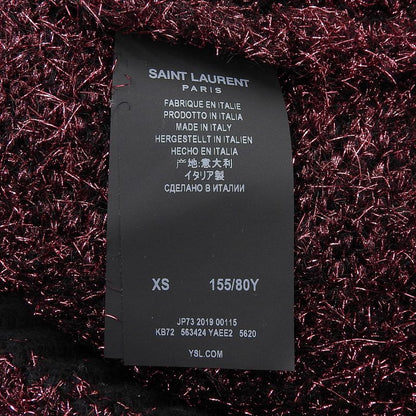 SAINT LAURENT
PARIS
FABRIQUE EN ITALIE
PRODOTTO IN ITALIA
MADE IN ITALY
HERGESTELLT IN ITALIEN
HECHO EN ITALIA
产地:意大利
イタリア製
СДЕЛАНО В ИТАЛИИ
XS 155/80Y
JP73 2019 00115
KB72 563424 YAEE2 5620
YSL.COM